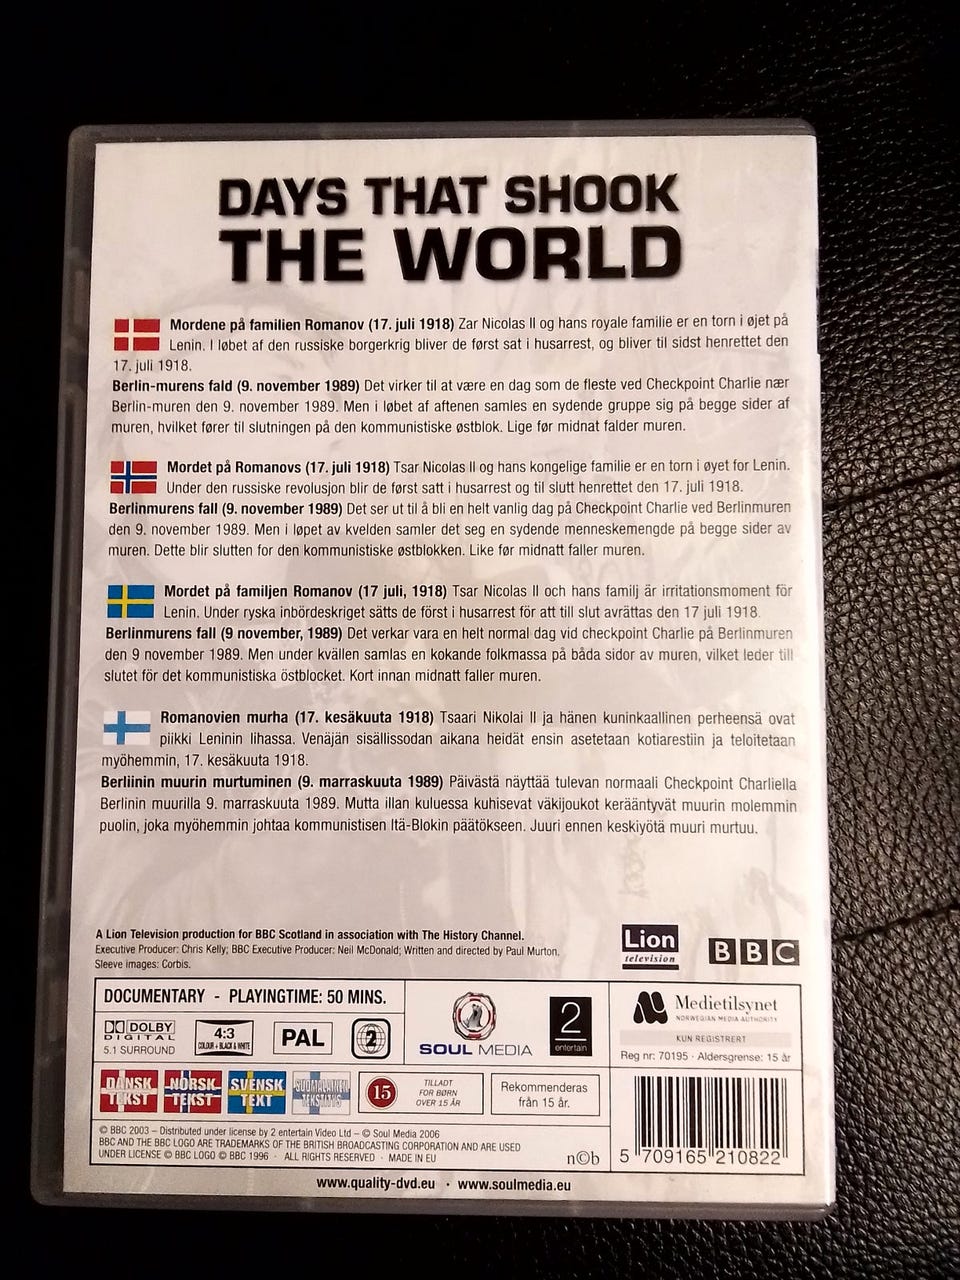 DAYS THAT SHOOK
THE WORLD
Mordene på familien Romanov (17. juli 1918) Zar Nicolas II og hans royale familie er en torn i øjet på
Lenin. I løbet af den russiske borgerkrig bliver de først sat i husarrest, og bliver til sidst henrettet den
17. juli 1918.
Berlin-murens fald (9. november 1989) Det virker til at være en dag som de fleste ved Checkpoint Charlie nær
Berlin-muren den 9. november 1989. Men i løbet af aftenen samles en sydende gruppe sig på begge sider af
muren, hvilket fører til slutningen på den kommunistiske østblok. Lige før midnat falder muren.
Mordet på Romanovs (17. juli 1918) Tsar Nicolas II og hans kongelige familie er en torn i øyet for Lenin.
Under den russiske revolusjon blir de først satt i husarrest og til slutt henrettet den 17. juli 1918.
Berlinmurens fall (9. november 1989) Det ser ut til å bli en helt vanlig dag på Checkpoint Charlie ved Berlinmuren
den 9. november 1989. Men i løpet av kvelden samler det seg en sydende menneskemengde på begge sider av
muren. Dette blir slutten for den kommunistiske østblokken. Like før midnatt faller muren.
Mordet på familjen Romanov (17 juli, 1918) Tsar Nicolas II och hans familj är irritationsmoment för
Lenin. Under ryska inbördeskriget sätts de först i husarrest för att till slut avrättas den 17 juli 1918.
Berlinmurens fall (9 november, 1989) Det verkar vara en helt normal dag vid checkpoint Charlie på Berlinmuren
den 9 november 1989. Men under kvällen samlas en kokande folkmassa på båda sidor av muren, vilket leder till
slutet för det kommunistiska östblocket. Kort innan midnatt faller muren.
Romanovien murha (17. kesäkuuta 1918) Tsaari Nikolai II ja hänen kuninkaallinen perheensä ovat
piikki Leninin lihassa. Venäjän sisällissodan aikana heidät ensin asetetaan kotiarestiin ja teloitetaan
myöhemmin, 17. kesäkuuta 1918.
Berliinin muurin murtuminen (9. marraskuuta 1989) Päivästä näyttää tulevan normaali Checkpoint Charliella
Berlinin muurilla 9. marraskuuta 1989. Mutta illan kuluessa kuhisevat väkijoukot kerääntyvät muurin molemmin
puolin, joka myöhemmin johtaa kommunistisen Itä-Blokin päätökseen. Juuri ennen keskiyötä muuri murtuu.
A Lion Television production for BBC Scotland in association with The History Channel.
Executive Producer: Chris Kelly; BBC Executive Producer: Neil McDonald; Written and directed by Paul Murton.
Sleeve images: Corbis.
Lion
television
BBC
DOCUMENTARY - PLAYINGTIME: 50 MINS.
DOLBY
DIGITAL
5.1 SURROUND
4:3
COLOUR + BLACK & WHITE
PAL
2
SOUL MEDIA
2
entertain
Medietilsynet
NORWEGIAN MEDIA AUTHORITY
KUN REGISTRERT
Reg nr: 70195 · Aldersgrense: 15 år
DANSK
TEKST
NORSK
TEKST
SVENSK
TEXT
SUOMALAINEN
TEKSTITYS
15
TILLADT
FOR BØRN
OVER 15 ÅR
Rekommenderas
från 15 år.
© BBC 2003 – Distributed under license by 2 entertain Video Ltd – © Soul Media 2006
BBC AND THE BBC LOGO ARE TRADEMARKS OF THE BRITISH BROADCASTING CORPORATION AND ARE USED
UNDER LICENSE © BBC LOGO © BBC 1996 · ALL RIGHTS RESERVED · MADE IN EU
n©b
5 709165 210822
www.quality-dvd.eu · www.soulmedia.eu